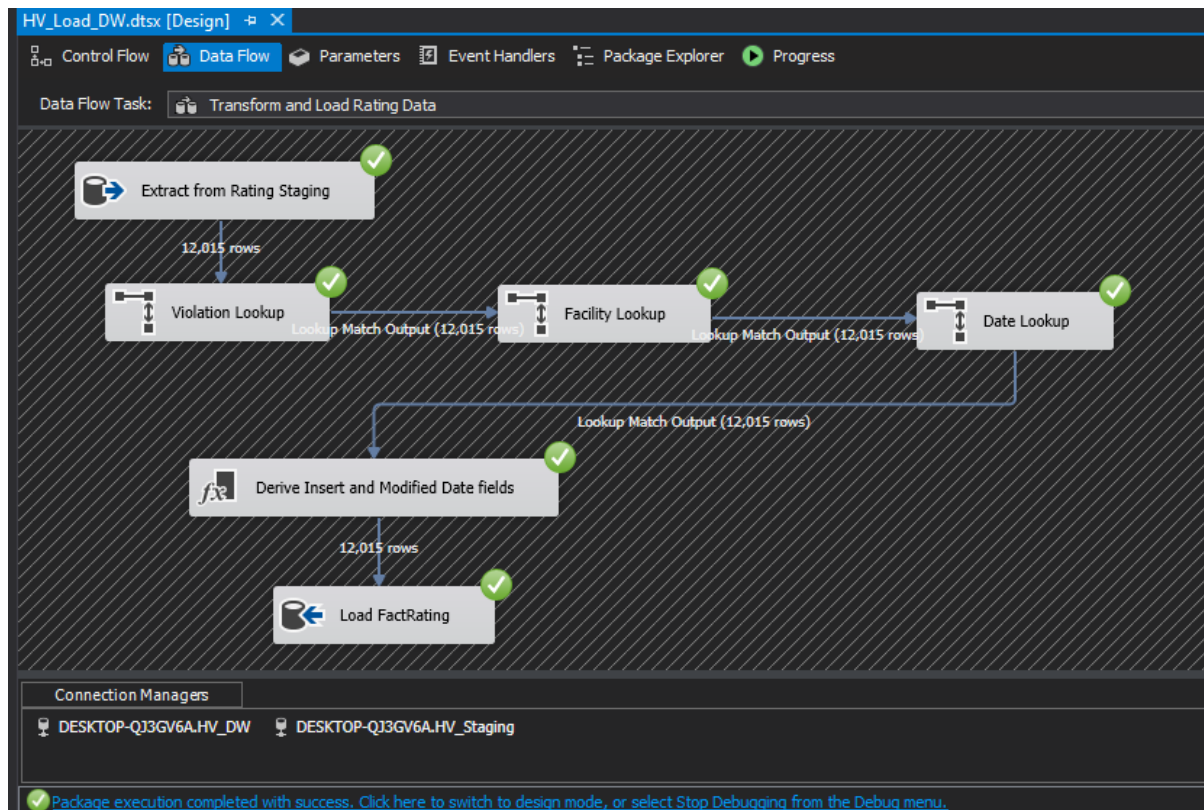 HV_Load_DW.dtsx [Design]
Control Flow Data Flow Parameters Event Handlers Package Explorer Progress
Data Flow Task: Transform and Load Rating Data
Extract from Rating Staging
12,015 rows
Violation Lookup
Lookup Match Output (12,015 rows)
Facility Lookup
Lookup Match Output (12,015 rows)
Date Lookup
Lookup Match Output (12,015 rows)
fx Derive Insert and Modified Date fields
12,015 rows
Load FactRating
Connection Managers
DESKTOP-QJ3GV6A.HV_DW DESKTOP-QJ3GV6A.HV_Staging
Package execution completed with success. Click here to switch to design mode, or select Stop Debugging from the Debug menu.